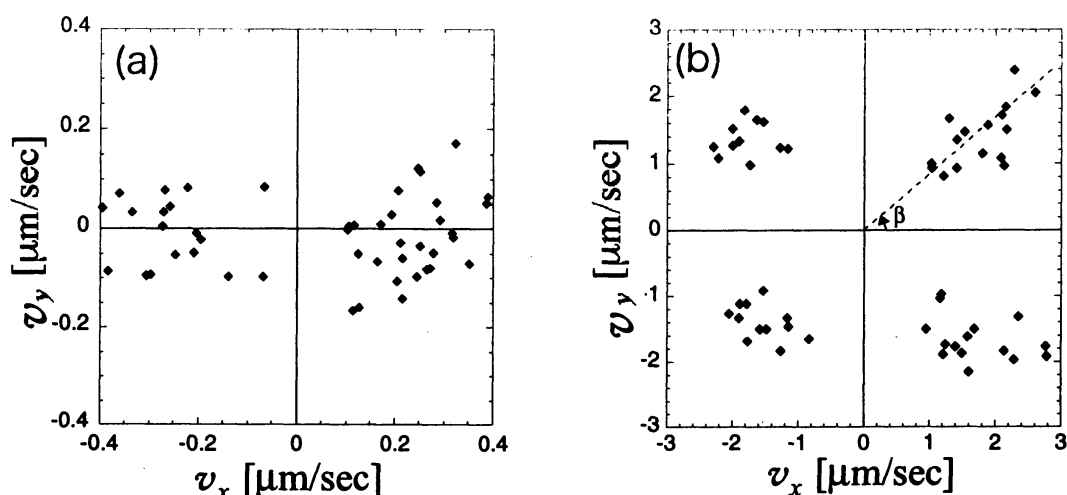 (a)
0.4
0.2
0
-0.2
-0.4
-0.4 -0.2 0 0.2 0.4
v_y [μm/sec]
v_x [μm/sec]
(b)
3
2
1
0
-1
-2
-3
-3 -2 -1 0 1 2 3
β
v_y [μm/sec]
v_x [μm/sec]